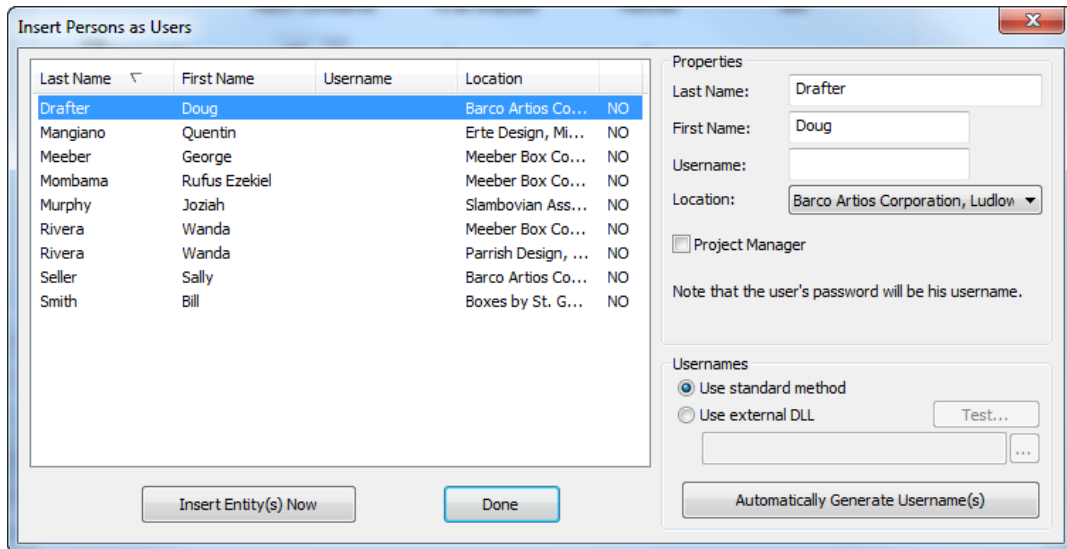 Insert Persons as Users
Last Name First Name Username Location
Drafter Doug Barco Artios Co... NO
Mangiano Quentin Erte Design, Mi... NO
Meeber George Meeber Box Co... NO
Mombama Rufus Ezekiel Meeber Box Co... NO
Murphy Joziah Slambovian Ass... NO
Rivera Wanda Meeber Box Co... NO
Rivera Wanda Parrish Design, ... NO
Seller Sally Barco Artios Co... NO
Smith Bill Boxes by St. G... NO
Insert Entity(s) Now
Done
Properties
Last Name: Drafter
First Name: Doug
Username:
Location: Barco Artios Corporation, Ludlow
Project Manager
Note that the user's password will be his username.
Usernames
Use standard method
Use external DLL Test...
...
Automatically Generate Username(s)